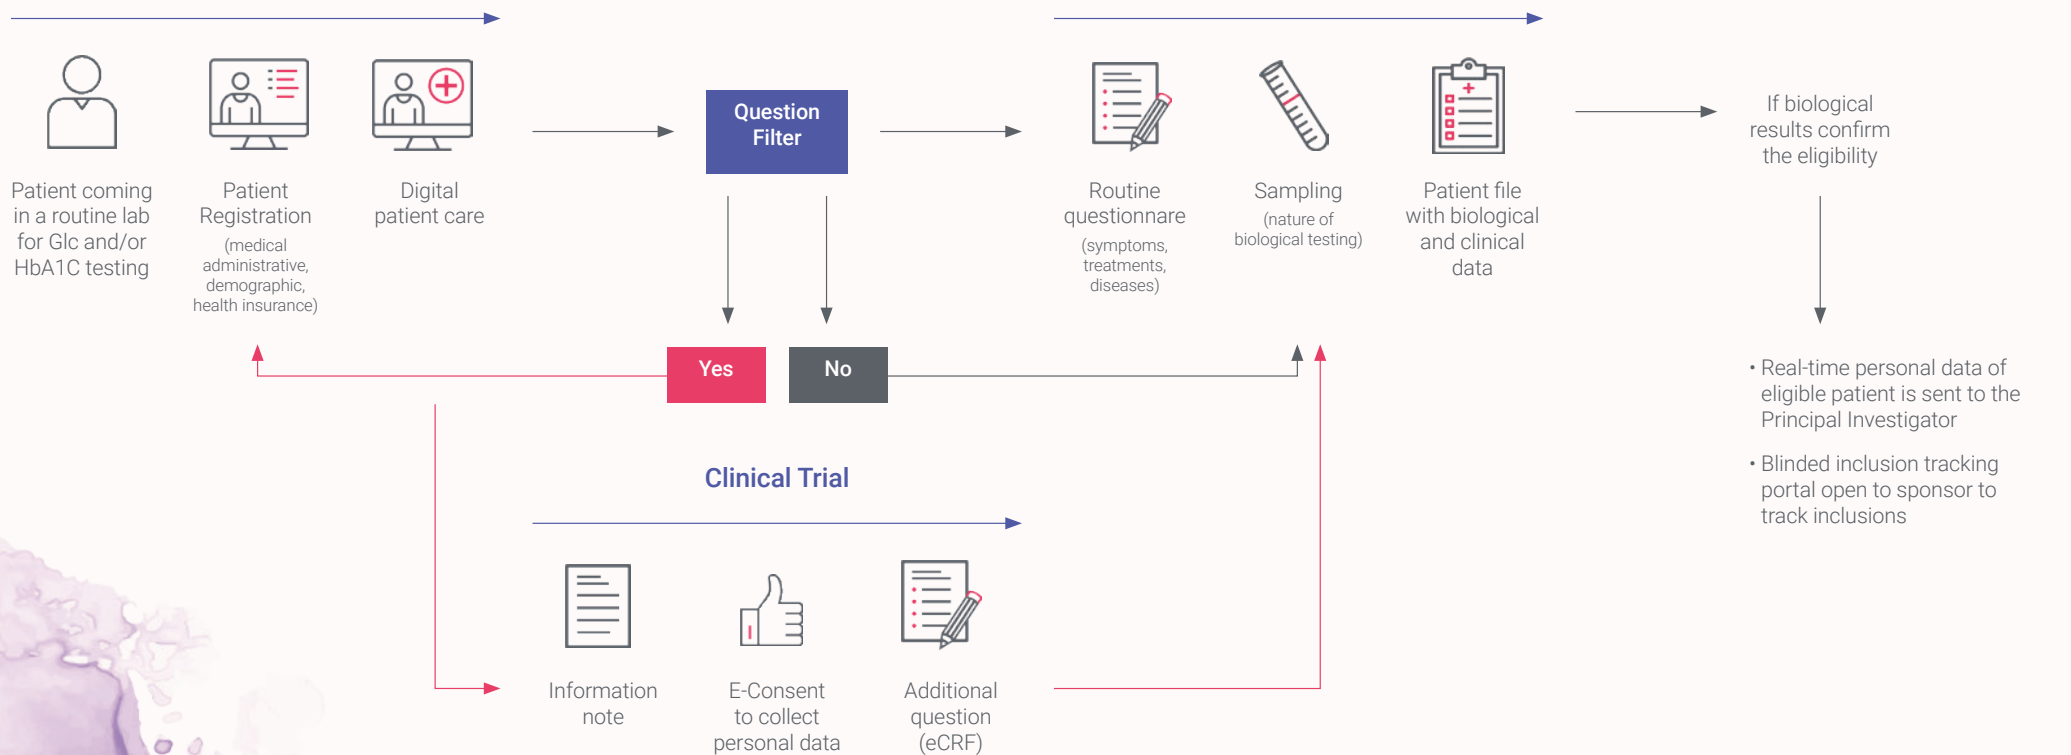 Patient coming
in a routine lab
for Glc and/or
HbA1C testing
Patient
Registration
(medical
administrative,
demographic,
health insurance)
Digital
patient care
Question
Filter
Routine
questionnare
(symptoms,
treatments,
diseases)
Sampling
(nature of
biological testing)
Patient file
with biological
and clinical
data
If biological
results confirm
the eligibility
Yes
No
• Real-time personal data of
eligible patient is sent to the
Principal Investigator
• Blinded inclusion tracking
portal open to sponsor to
track inclusions
Clinical Trial
Information
note
E-Consent
to collect
personal data
Additional
question
(eCRF)